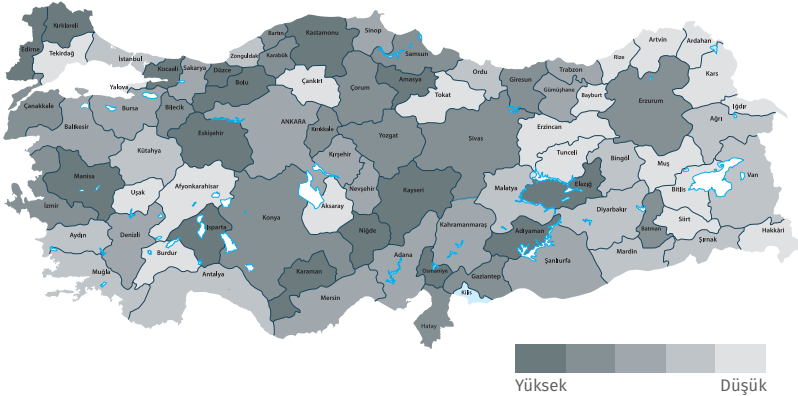 Kırklareli
Edirne
Tekirdağ
İstanbul
Kocaeli
Yalova
Sakarya
Düzce
Zonguldak
Bartın
Karabük
Kastamonu
Sinop
Samsun
Bolu
Çankırı
Çorum
Amasya
Tokat
Ordu
Giresun
Trabzon
Gümüşhane
Rize
Artvin
Ardahan
Kars
Bayburt
Erzurum
Iğdır
Ağrı
Çanakkale
Balıkesir
Bursa
Bilecik
Eskişehir
ANKARA
Kırıkkale
Yozgat
Sivas
Erzincan
Tunceli
Kütahya
Kırşehir
Bingöl
Muş
Van
Manisa
İzmir
Uşak
Afyonkarahisar
Nevşehir
Aksaray
Kayseri
Malatya
Elazığ
Bitlis
Aydın
Denizli
Isparta
Konya
Niğde
Kahramanmaraş
Adıyaman
Diyarbakır
Batman
Siirt
Hakkâri
Şırnak
Mardin
Şanlıurfa
Burdur
Muğla
Antalya
Karaman
Mersin
Adana
Osmaniye
Gaziantep
Kilis
Hatay
Yüksek
Düşük